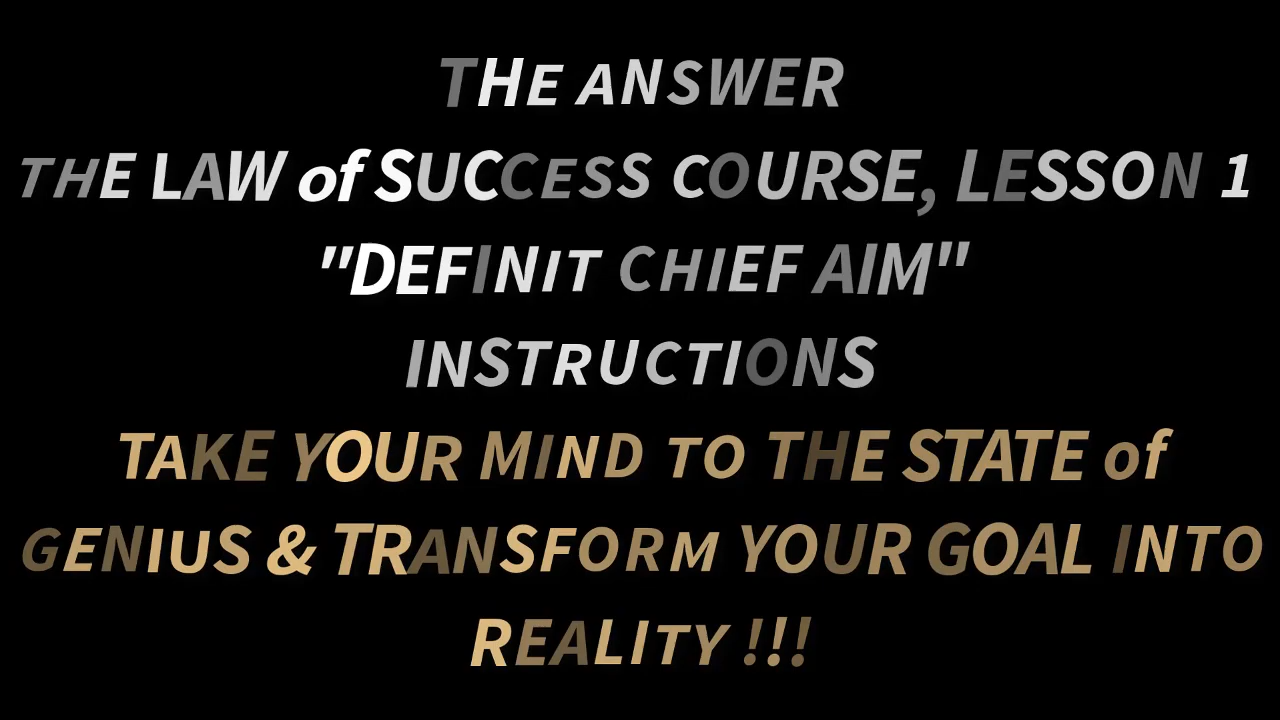 THE ANSWER
THE LAW of SUCCESS COURSE, LESSON 1
"DEFINIT CHIEF AIM"
INSTRUCTIONS
TAKE YOUR MIND TO THE STATE of
GENIUS & TRANSFORM YOUR GOAL INTO
REALITY !!!